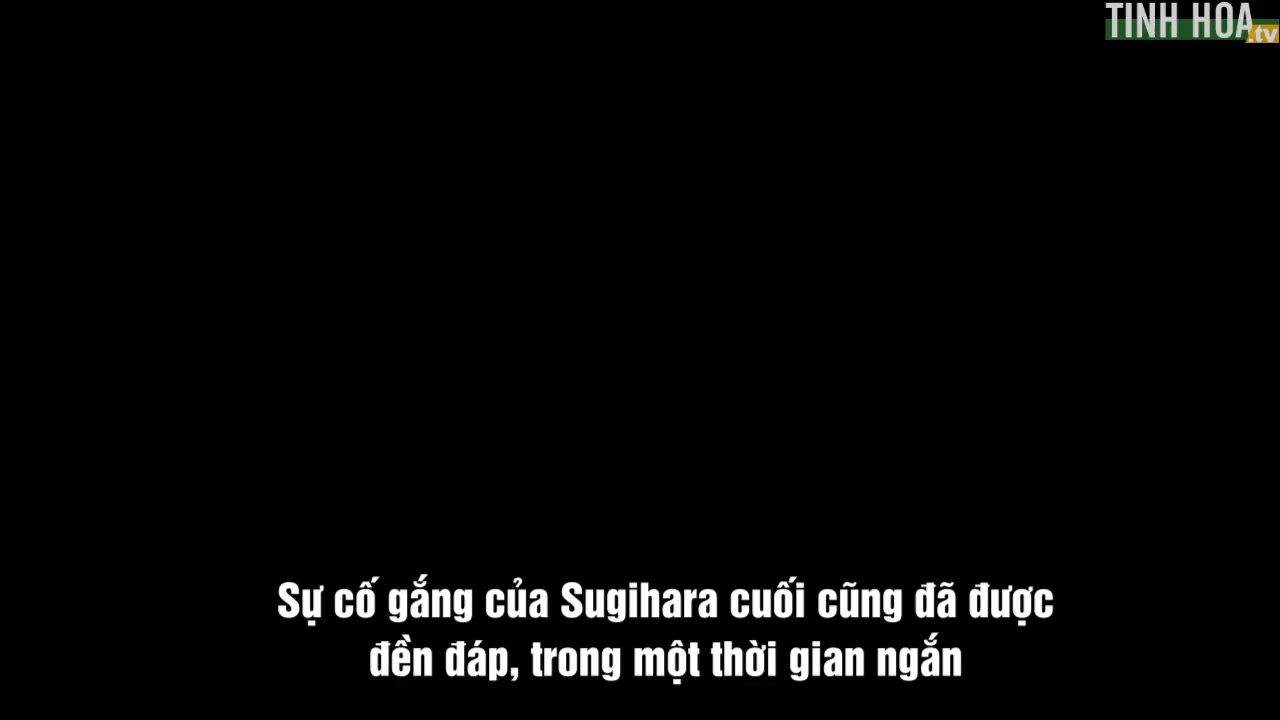 TINH HOA
.tv
Sự cố gắng của Sugihara cuối cũng đã được
đền đáp, trong một thời gian ngắn